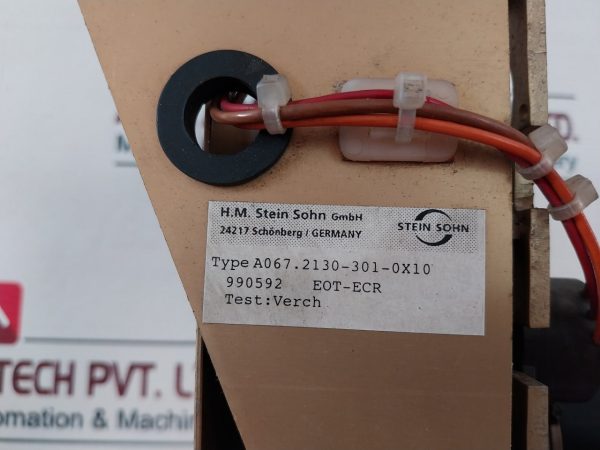 H.M. Stein Sohn GmbH
24217 Schönberg / GERMANY
STEIN SOHN
Type A067.2130-301-0X10
990592 EOT-ECR
Test:Verch
TECH PVT. L
tomation & Machin